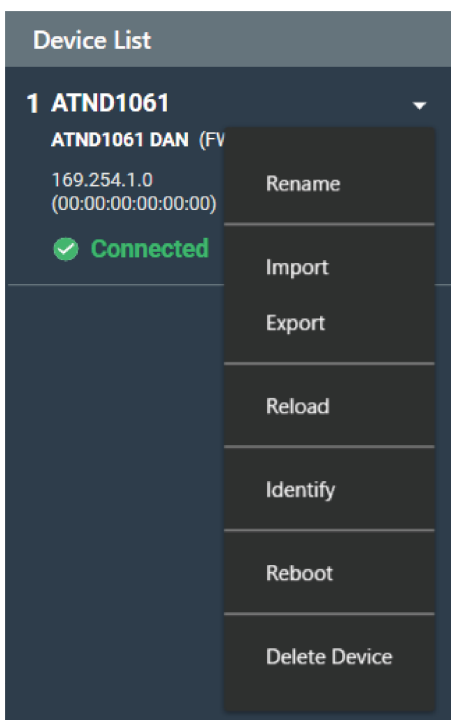 Device List
1 ATND1061
ATND1061 DAN (FW
Rename
169.254.1.0
(00:00:00:00:00:00)
Connected
Import
Export
Reload
Identify
Reboot
Delete Device